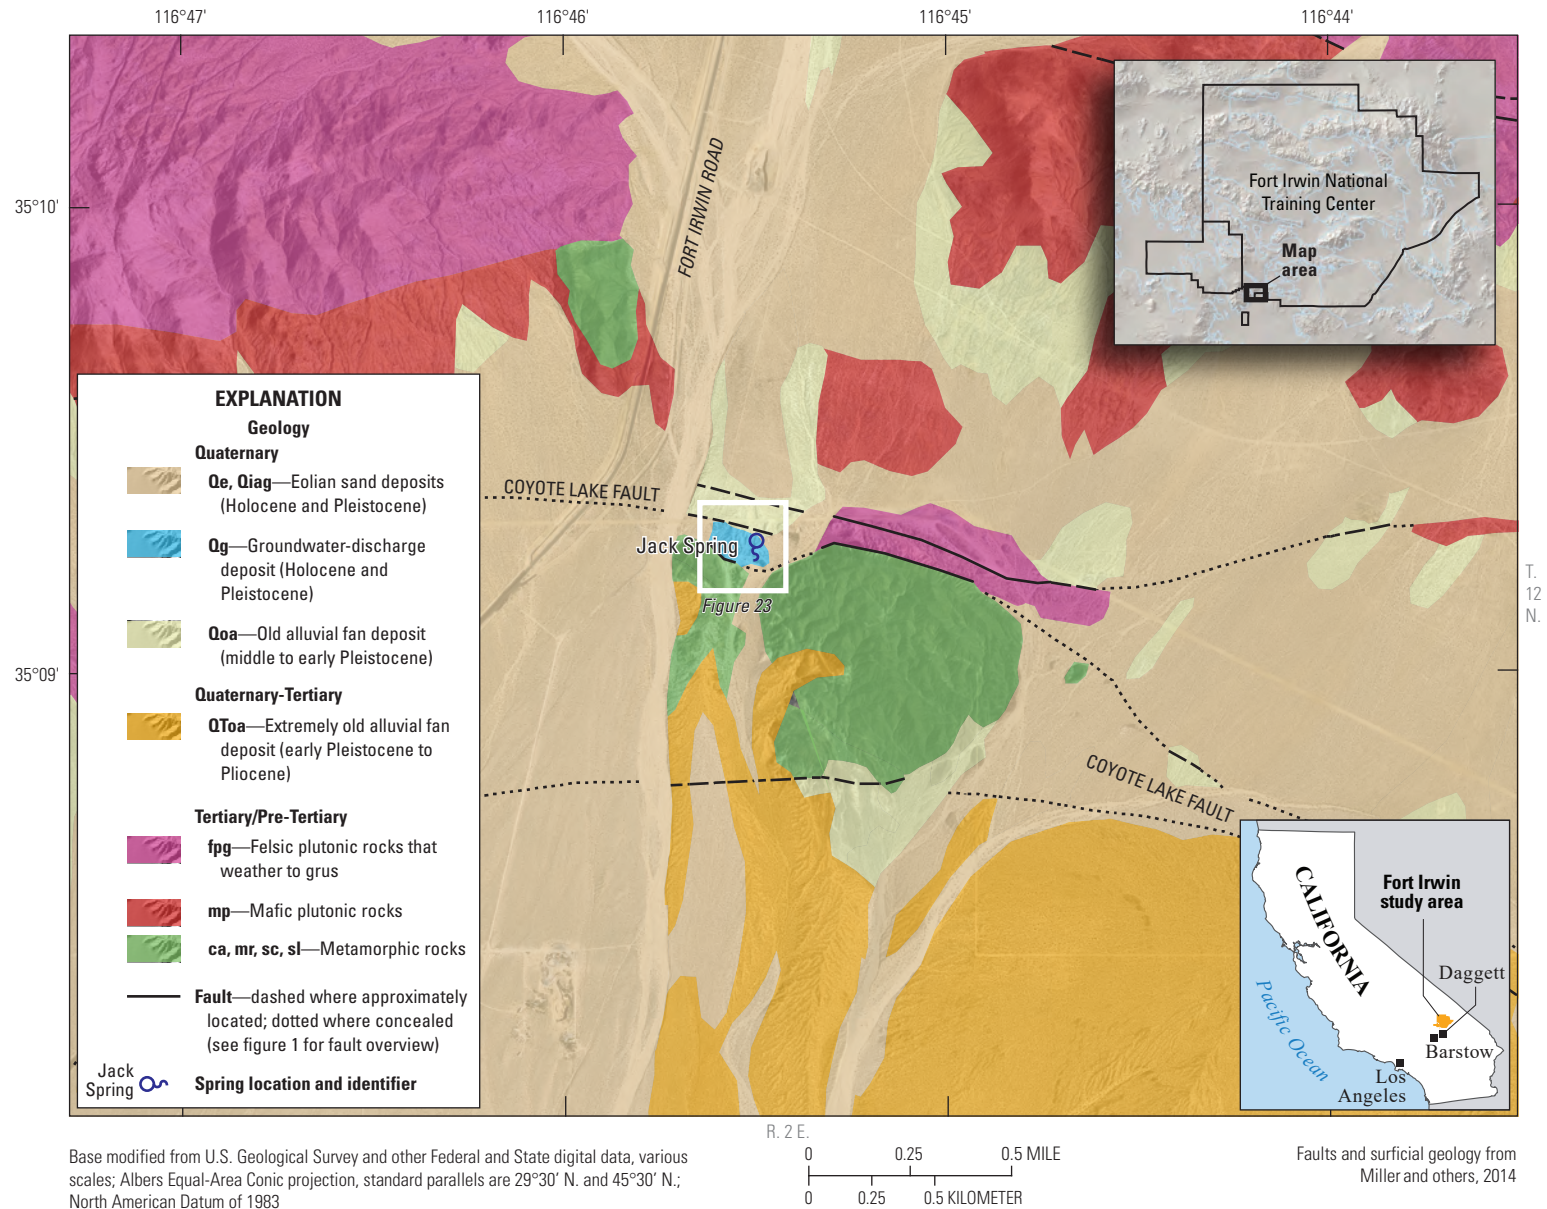 116°47′
116°46′
116°45′
116°44′
35°10′
35°09′
FORT IRWIN ROAD
Fort Irwin National
Training Center
Map
area
COYOTE LAKE FAULT
Jack Spring
Figure 23
COYOTE LAKE FAULT
T.
12
N.
R. 2 E.
EXPLANATION
Geology
Quaternary
Qe, Qiag—Eolian sand deposits
(Holocene and Pleistocene)
Qg—Groundwater-discharge
deposit (Holocene and
Pleistocene)
Qoa—Old alluvial fan deposit
(middle to early Pleistocene)
Quaternary-Tertiary
QToa—Extremely old alluvial fan
deposit (early Pleistocene to
Pliocene)
Tertiary/Pre-Tertiary
fpg—Felsic plutonic rocks that
weather to grus
mp—Mafic plutonic rocks
ca, mr, sc, sl—Metamorphic rocks
Fault—dashed where approximately
located; dotted where concealed
(see figure 1 for fault overview)
Jack
Spring
Spring location and identifier
CALIFORNIA
Fort Irwin
study area
Daggett
Barstow
Los
Angeles
Pacific Ocean
Base modified from U.S. Geological Survey and other Federal and State digital data, various
scales; Albers Equal-Area Conic projection, standard parallels are 29°30′ N. and 45°30′ N.;
North American Datum of 1983
0 0.25 0.5 MILE
0 0.25 0.5 KILOMETER
Faults and surficial geology from
Miller and others, 2014